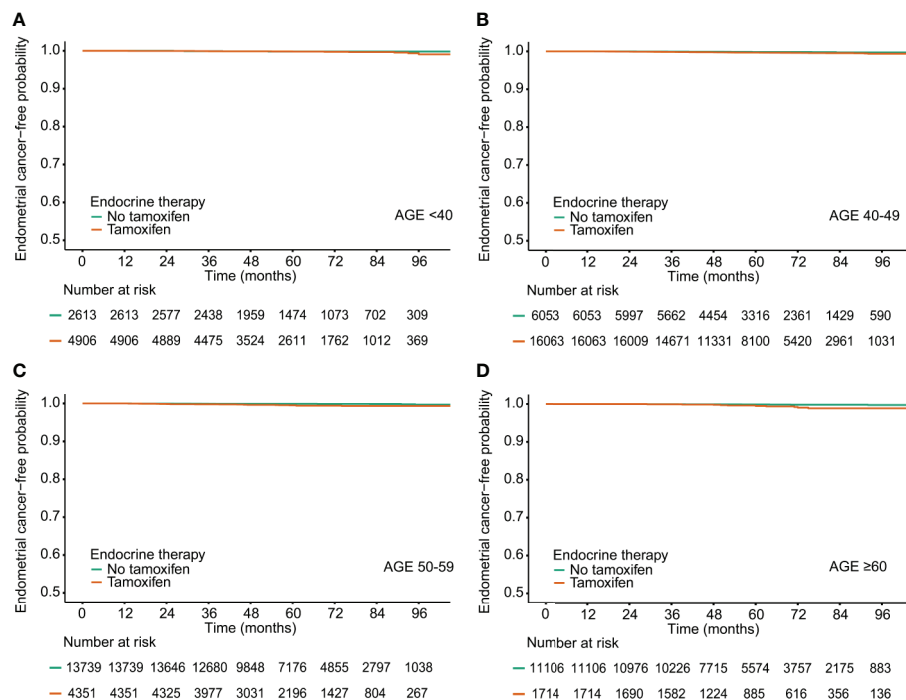 A
Endometrial cancer-free probability
1.0
0.9
0.8
0.7
0.6
0.5
Endocrine therapy
No tamoxifen
Tamoxifen
AGE <40
0 12 24 36 48 60 72 84 96
Time (months)
Number at risk
2613 2613 2577 2438 1959 1474 1073 702 309
4906 4906 4889 4475 3524 2611 1762 1012 369
B
Endometrial cancer-free probability
1.0
0.9
0.8
0.7
0.6
0.5
Endocrine therapy
No tamoxifen
Tamoxifen
AGE 40-49
0 12 24 36 48 60 72 84 96
Time (months)
Number at risk
6053 6053 5997 5662 4454 3316 2361 1429 590
16063 16063 16009 14671 11331 8100 5420 2961 1031
C
Endometrial cancer-free probability
1.0
0.9
0.8
0.7
0.6
0.5
Endocrine therapy
No tamoxifen
Tamoxifen
AGE 50-59
0 12 24 36 48 60 72 84 96
Time (months)
Number at risk
13739 13739 13646 12680 9848 7176 4855 2797 1038
4351 4351 4325 3977 3031 2196 1427 804 267
D
Endometrial cancer-free probability
1.0
0.9
0.8
0.7
0.6
0.5
Endocrine therapy
No tamoxifen
Tamoxifen
AGE ≥60
0 12 24 36 48 60 72 84 96
Time (months)
Number at risk
11106 11106 10976 10226 7715 5574 3757 2175 883
1714 1714 1690 1582 1224 885 616 356 136